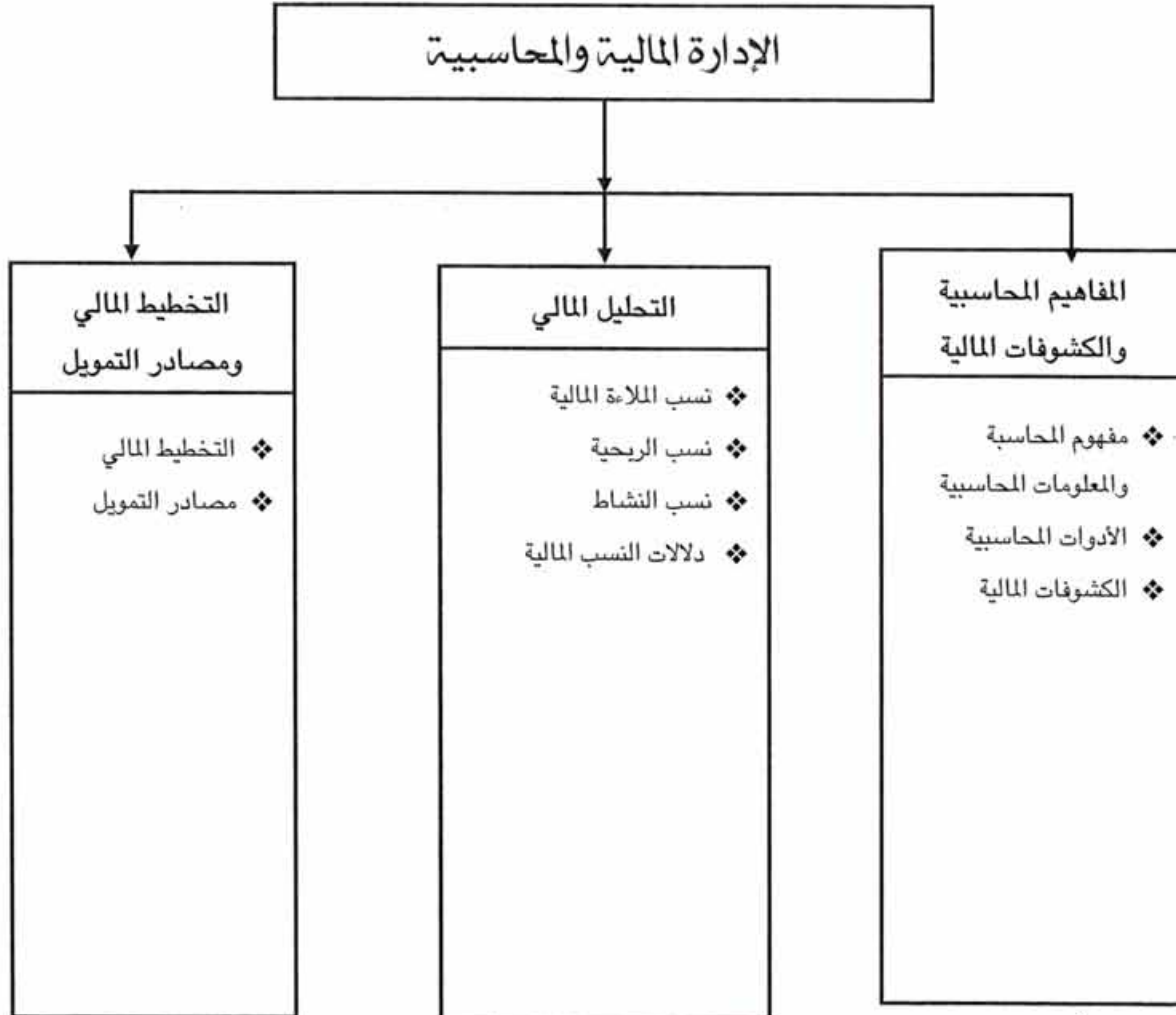 الإدارة المالية والمحاسبية
المفاهيم المحاسبية
والكشوفات المالية
❖ مفهوم المحاسبة
والمعلومات المحاسبية
❖ الأدوات المحاسبية
❖ الكشوفات المالية
التحليل المالي
❖ نسب الملاءة المالية
❖ نسب الربحية
❖ نسب النشاط
❖ دلالات النسب المالية
التخطيط المالي
ومصادر التمويل
❖ التخطيط المالي
❖ مصادر التمويل